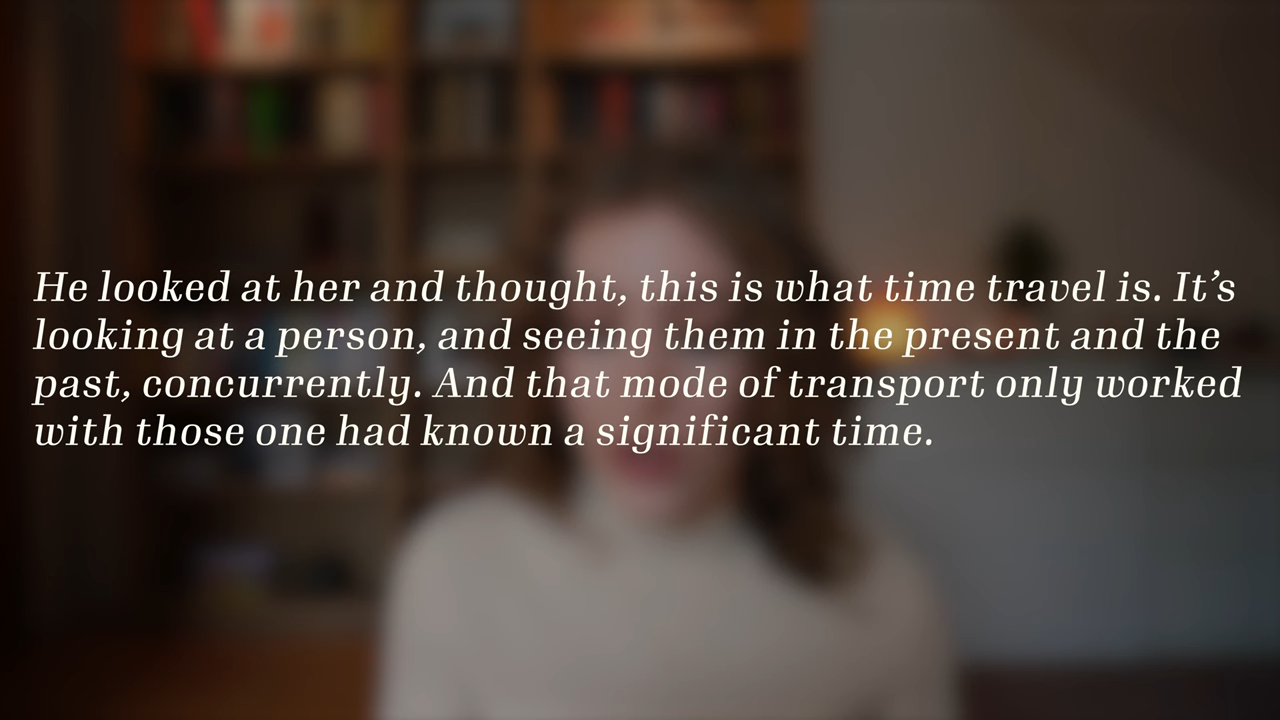 He looked at her and thought, this is what time travel is. It’s
looking at a person, and seeing them in the present and the
past, concurrently. And that mode of transport only worked
with those one had known a significant time.